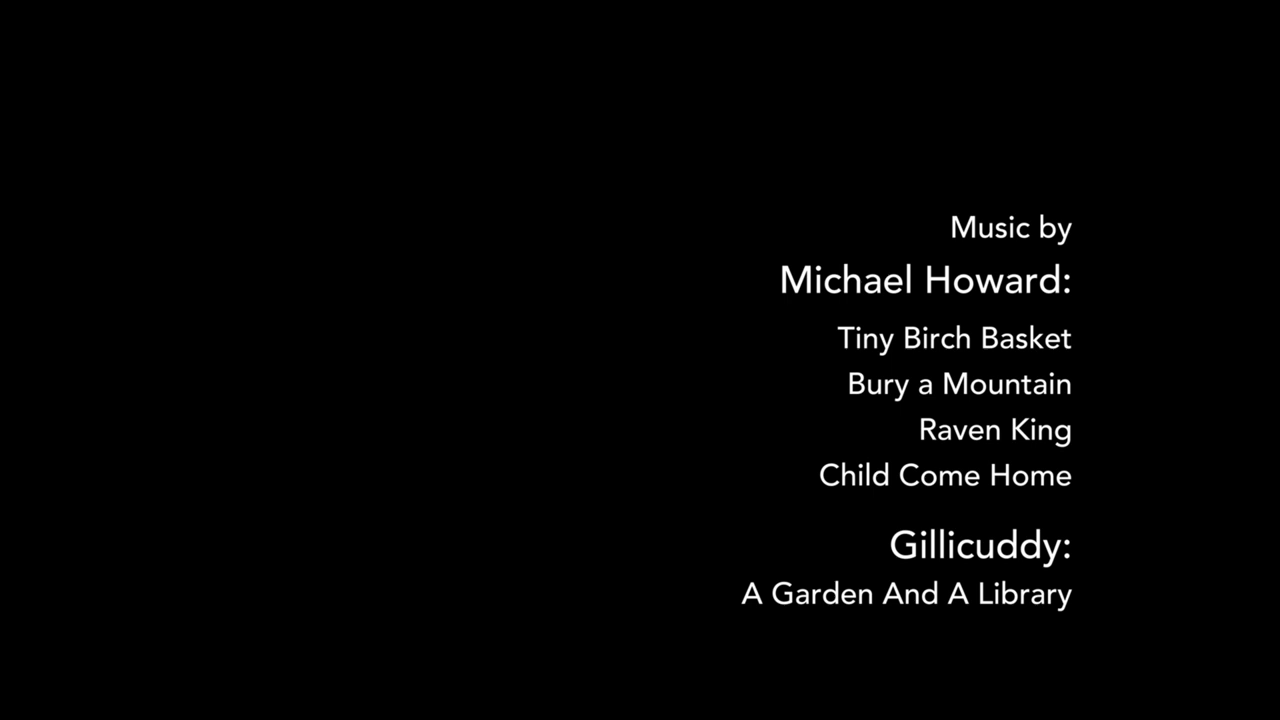 Music by
Michael Howard:
Tiny Birch Basket
Bury a Mountain
Raven King
Child Come Home
Gillicuddy:
A Garden And A Library